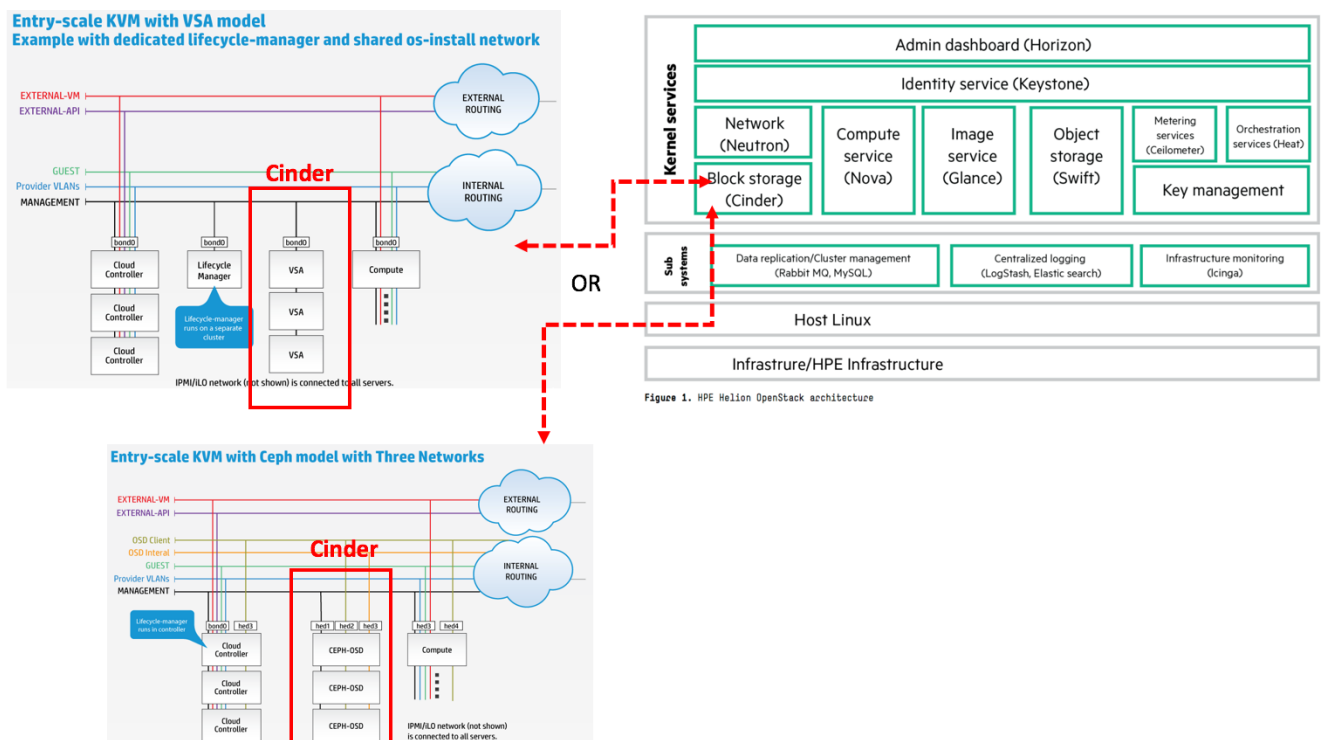 Entry-scale KVM with VSA model
Example with dedicated lifecycle-manager and shared os-install network
EXTERNAL-VM
EXTERNAL-API
EXTERNAL
ROUTING
GUEST
Provider VLANs
MANAGEMENT
Cinder
INTERNAL
ROUTING
bond0
bond0
bond0
bond0
Cloud
Controller
Lifecycle
Manager
VSA
Compute
Cloud
Controller
Lifecycle-manager
runs on a separate
cluster
VSA
Cloud
Controller
VSA
IPMI/iLO network (not shown) is connected to all servers.
OR
Kernel services
Admin dashboard (Horizon)
Identity service (Keystone)
Network
(Neutron)
Compute
service
(Nova)
Image
service
(Glance)
Object
storage
(Swift)
Metering
services
(Ceilometer)
Orchestration
services (Heat)
Block storage
(Cinder)
Key management
Sub
systems
Data replication/Cluster management
(Rabbit MQ, MySQL)
Centralized logging
(LogStash, Elastic search)
Infrastructure monitoring
(Icinga)
Host Linux
Infrastrure/HPE Infrastructure
Figure 1. HPE Helion OpenStack architecture
Entry-scale KVM with Ceph model with Three Networks
EXTERNAL-VM
EXTERNAL-API
EXTERNAL
ROUTING
OSD Client
OSD Interal
GUEST
Provider VLANs
MANAGEMENT
Cinder
INTERNAL
ROUTING
Lifecycle-manager
runs in controller
bond0
hed3
hed1
hed2
hed3
hed3
hed4
Cloud
Controller
CEPH-OSD
Compute
Cloud
Controller
CEPH-OSD
Cloud
Controller
CEPH-OSD
IPMI/iLO network (not shown)
is connected to all servers.